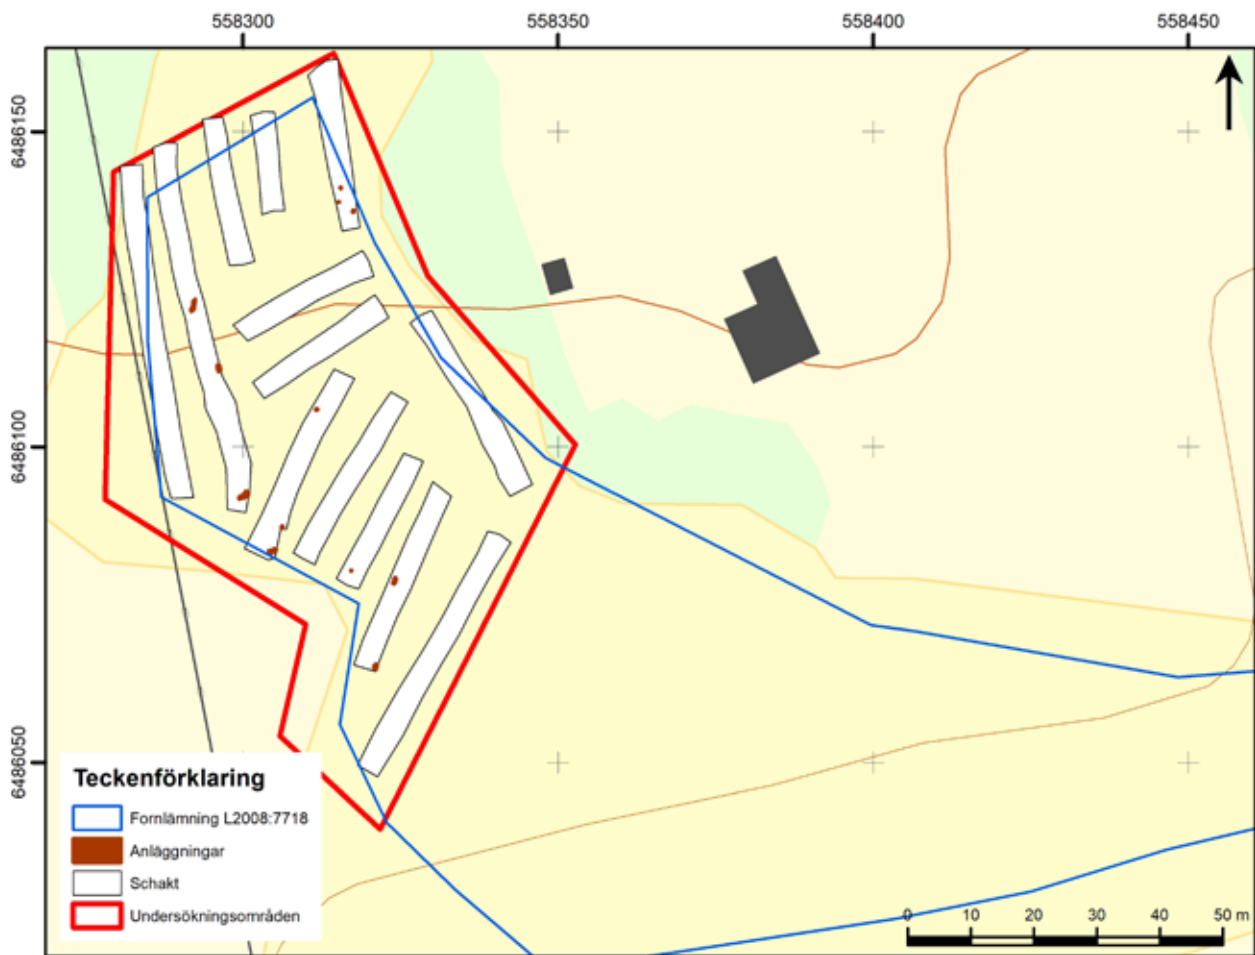 558300 558350 558400 558450
6486150
6486100
6486050
Teckenförklaring
Fornlämning L2008:7718
Anläggningar
Schakt
Undersökningsområden
0 10 20 30 40 50 m